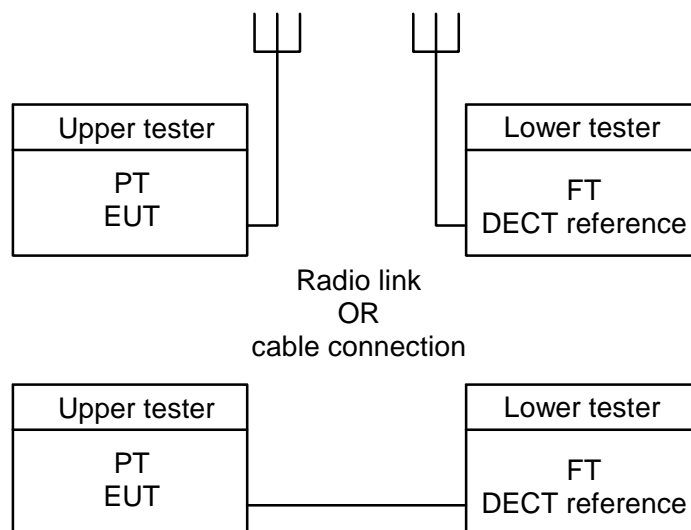 Upper tester
PT
EUT
Lower tester
FT
DECT reference
Radio link
OR
cable connection
Upper tester
PT
EUT
Lower tester
FT
DECT reference